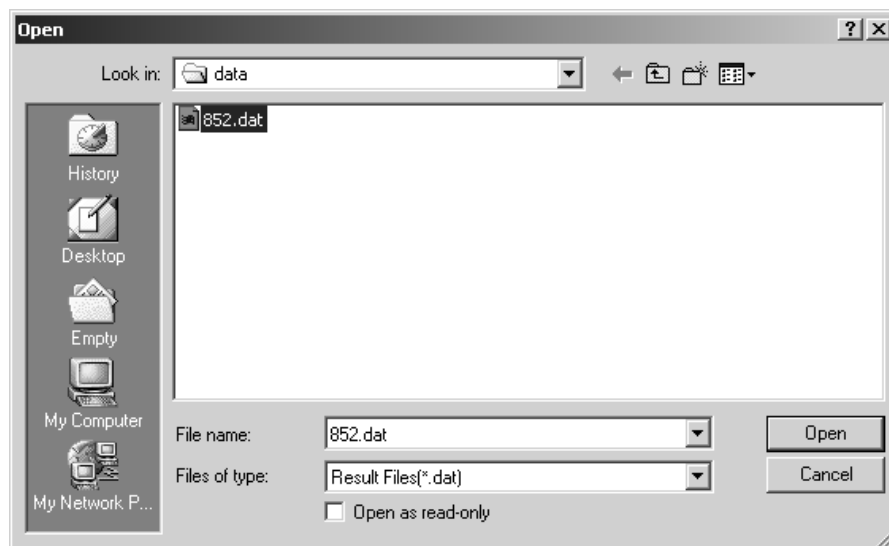 Open
Look in: data
852.dat
History
Desktop
Empty
My Computer
My Network P...
File name: 852.dat Open
Files of type: Result Files(*.dat) Cancel
Open as read-only